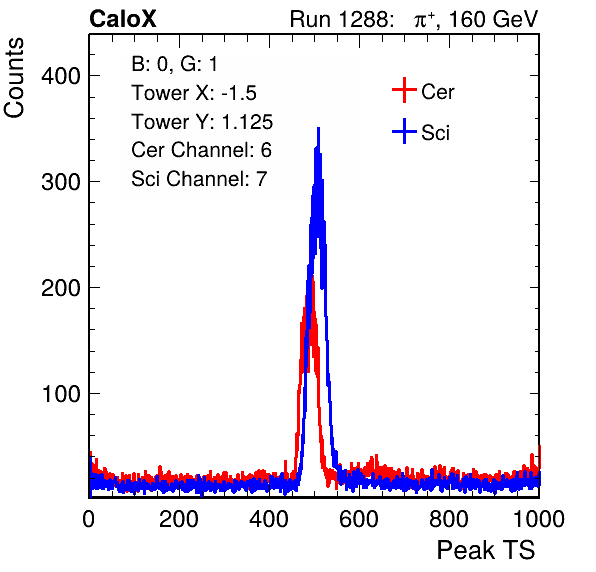 CaloX Run 1288: π⁺, 160 GeV
B: 0, G: 1
Tower X: -1.5
Tower Y: 1.125
Cer Channel: 6
Sci Channel: 7
Cer
Sci
Counts
400
300
200
100
0 200 400 600 800 1000
Peak TS